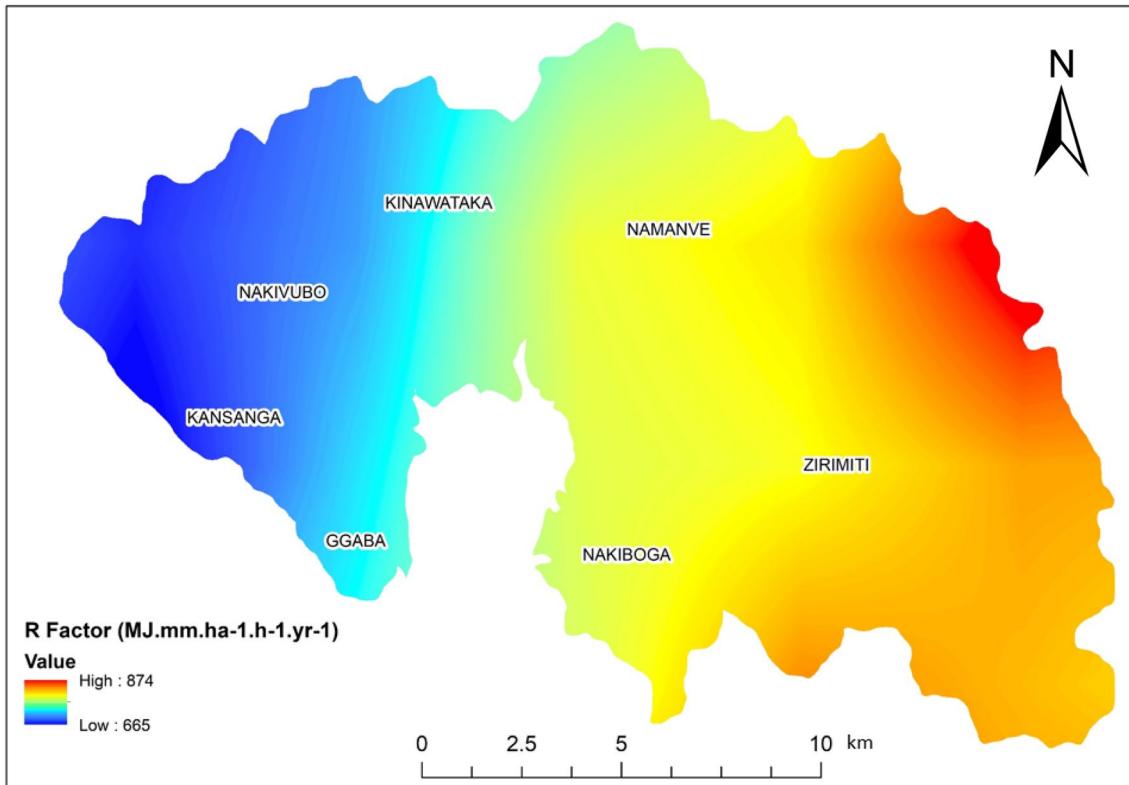 N
KINAWATAKA
NAMANVE
NAKIVUBO
KANSANGA
ZIRIMITI
GGABA
NAKIBOGA
R Factor (MJ.mm.ha-1.h-1.yr-1)
Value
High : 874
Low : 665
0 2.5 5 10 km